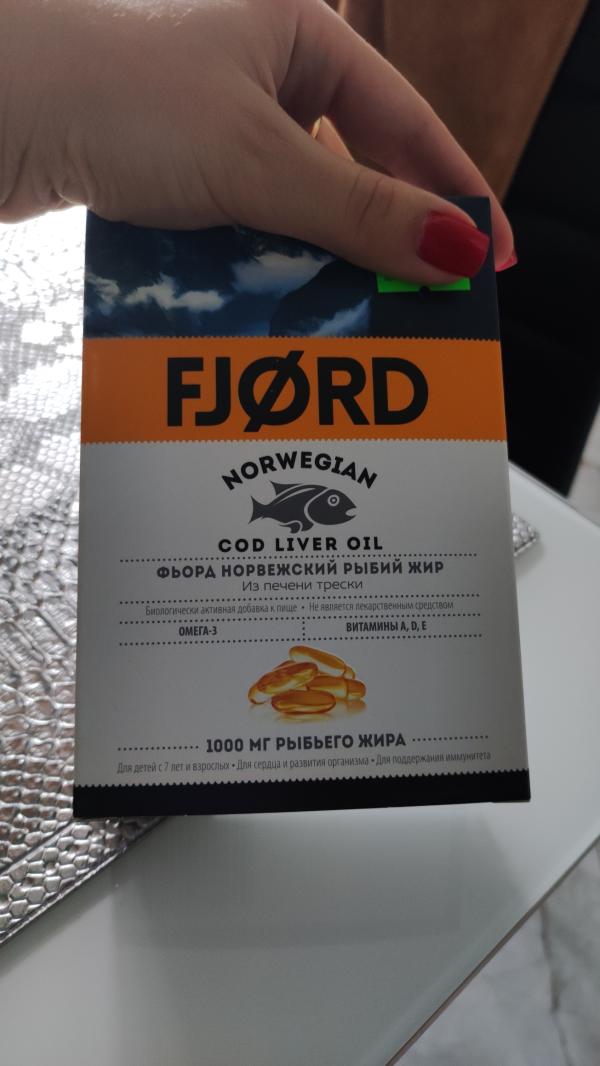 FJØRD
NORWEGIAN
COD LIVER OIL
ФЬОРД НОРВЕЖСКИЙ РЫБИЙ ЖИР
Из печени трески
Биологически активная добавка к пище • Не является лекарственным средством
ОМЕГА-3 ВИТАМИНЫ A, D, E
1000 МГ РЫБЬЕГО ЖИРА
Для детей с 7 лет и взрослых • Для сердца и развития организма • Для поддержания иммунитета